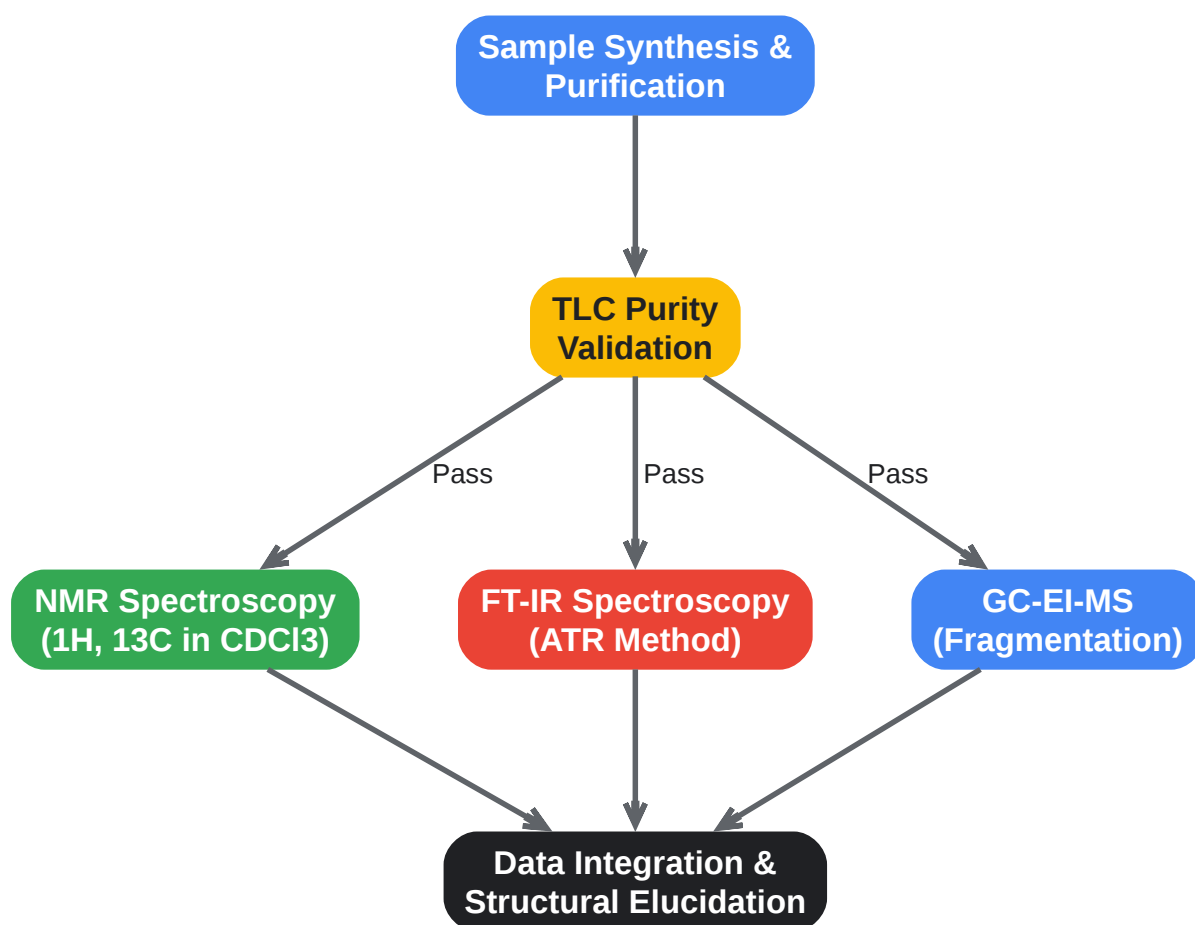 Sample Synthesis &
Purification
TLC Purity
Validation
Pass
Pass
Pass
NMR Spectroscopy
(1H, 13C in CDCl3)
FT-IR Spectroscopy
(ATR Method)
GC-EI-MS
(Fragmentation)
Data Integration &
Structural Elucidation